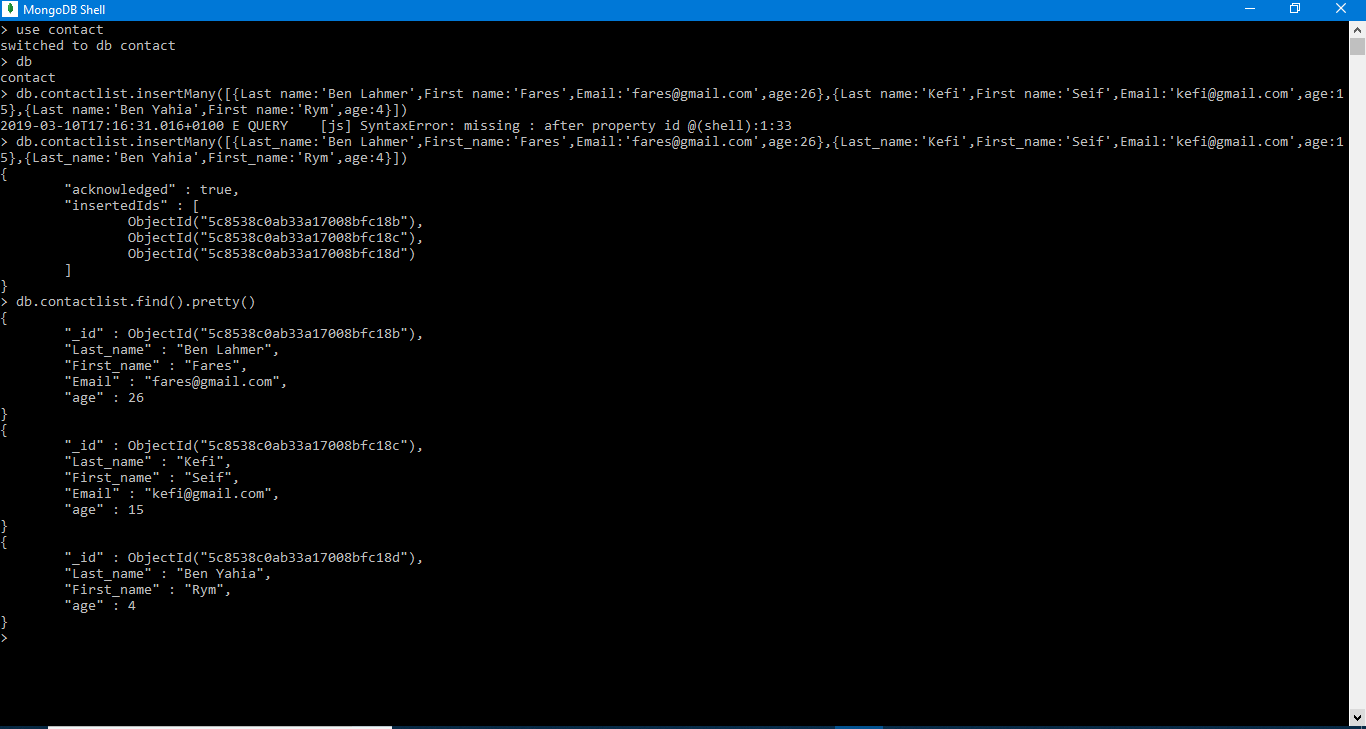 MongoDB Shell
> use contact
switched to db contact
> db
contact
> db.contactlist.insertMany([{Last name:'Ben Lahmer',First name:'Fares',Email:'fares@gmail.com',age:26},{Last name:'Kefi',First name:'Seif',Email:'kefi@gmail.com',age:1
5},{Last name:'Ben Yahia',First name:'Rym',age:4}])
2019-03-10T17:16:31.016+0100 E QUERY    [js] SyntaxError: missing : after property id @(shell):1:33
> db.contactlist.insertMany([{Last_name:'Ben Lahmer',First_name:'Fares',Email:'fares@gmail.com',age:26},{Last_name:'Kefi',First_name:'Seif',Email:'kefi@gmail.com',age:1
5},{Last_name:'Ben Yahia',First_name:'Rym',age:4}])
{
        "acknowledged" : true,
        "insertedIds" : [
                ObjectId("5c8538c0ab33a17008bfc18b"),
                ObjectId("5c8538c0ab33a17008bfc18c"),
                ObjectId("5c8538c0ab33a17008bfc18d")
        ]
}
> db.contactlist.find().pretty()
{
        "_id" : ObjectId("5c8538c0ab33a17008bfc18b"),
        "Last_name" : "Ben Lahmer",
        "First_name" : "Fares",
        "Email" : "fares@gmail.com",
        "age" : 26
}
{
        "_id" : ObjectId("5c8538c0ab33a17008bfc18c"),
        "Last_name" : "Kefi",
        "First_name" : "Seif",
        "Email" : "kefi@gmail.com",
        "age" : 15
}
{
        "_id" : ObjectId("5c8538c0ab33a17008bfc18d"),
        "Last_name" : "Ben Yahia",
        "First_name" : "Rym",
        "age" : 4
}
>